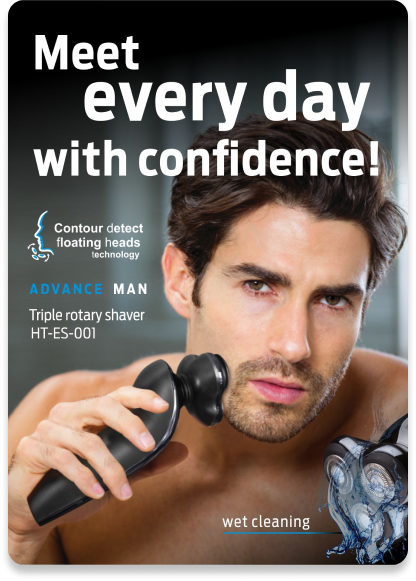 Meet
every day
with confidence!
Contour detect
floating heads
technology
ADVANCE MAN
Triple rotary shaver
HT-ES-001
wet cleaning